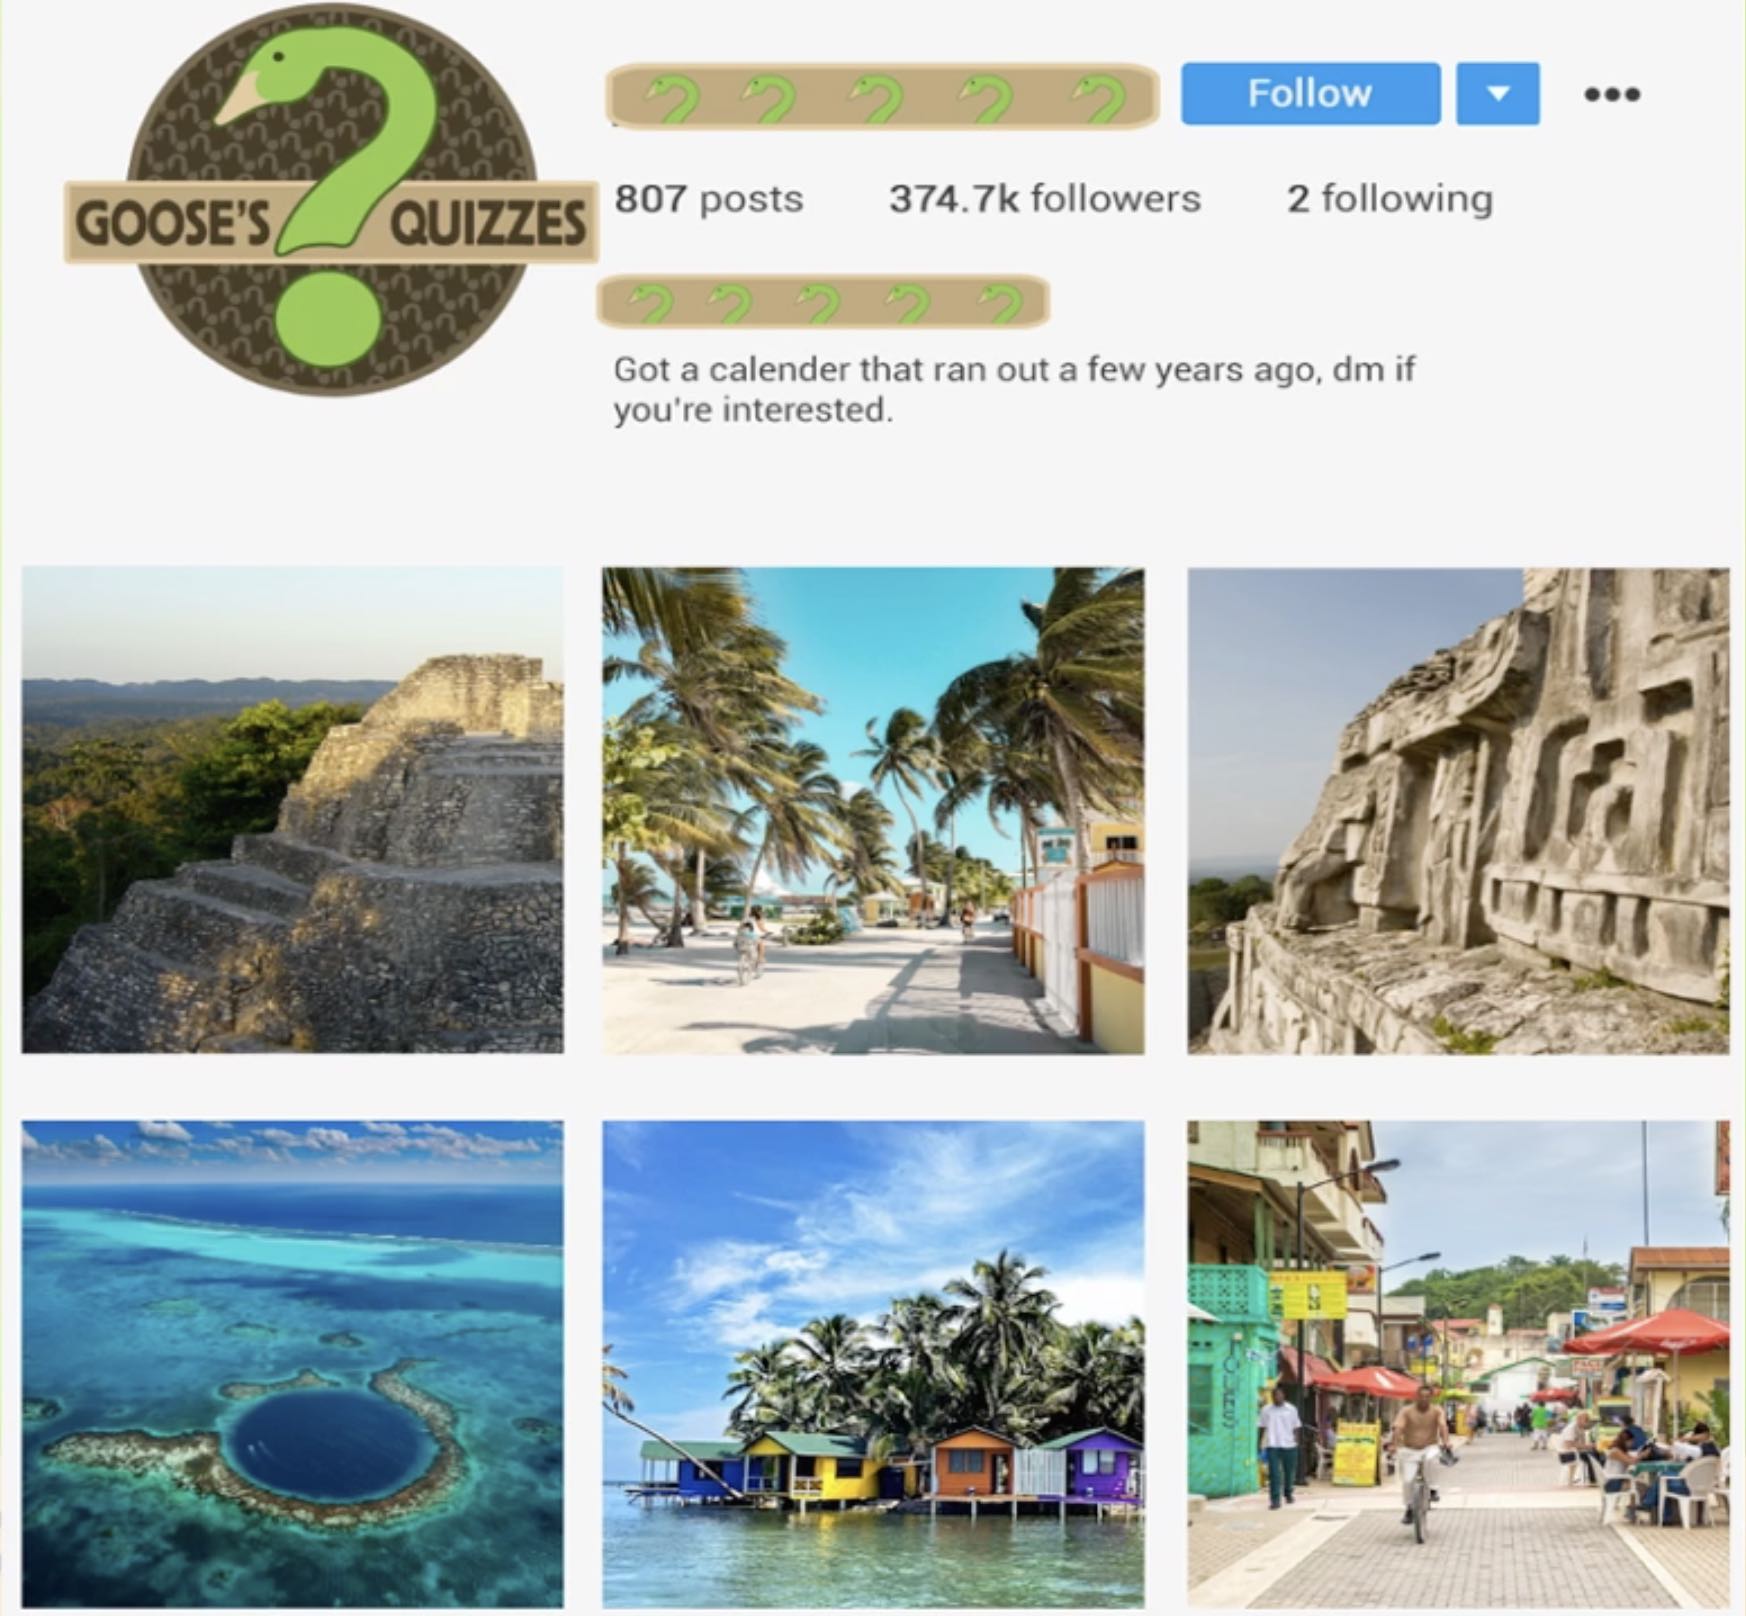 GOOSE'S QUIZZES
Follow
807 posts 374.7k followers 2 following
Got a calender that ran out a few years ago, dm if
you're interested.